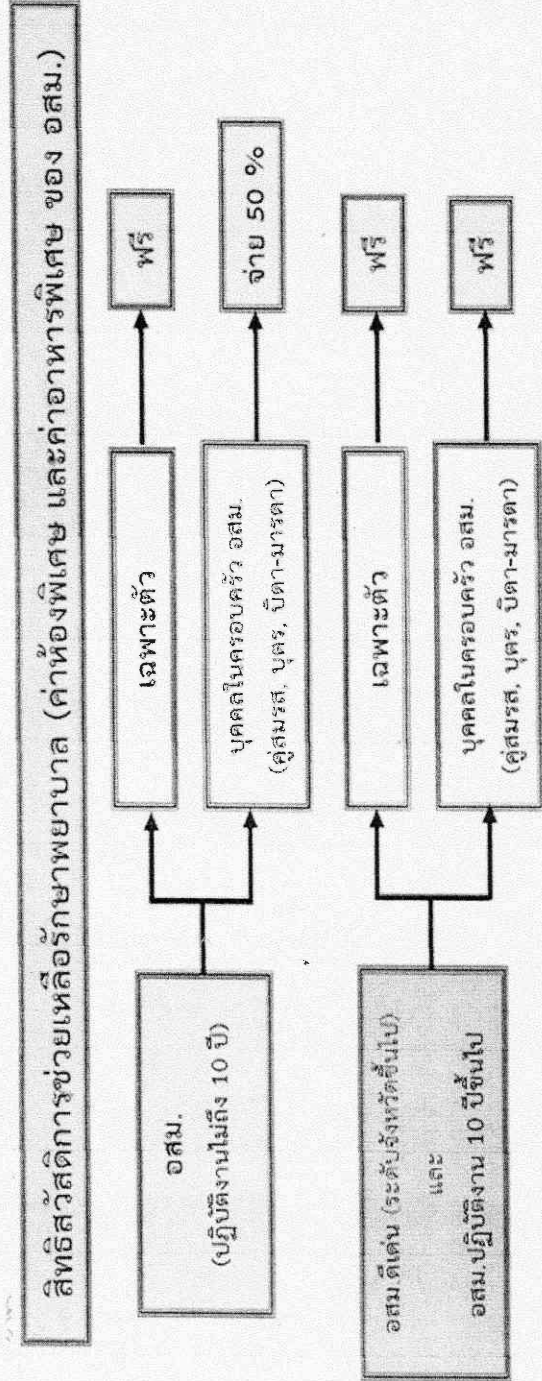 สิทธิสวัสดิการช่วยเหลือรักษาพยาบาล (ค่าห้องพิเศษ และค่าอาหารพิเศษ ของ อสม.)
อสม.
(ปฏิบัติงานไม่ถึง 10 ปี)
เฉพาะตัว
ฟรี
บุคคลในครอบครัว อสม.
(คู่สมรส, บุตร, บิดา-มารดา)
จ่าย 50 %
อสม.ดีเด่น (ระดับจังหวัดขึ้นไป)
และ
อสม.ปฏิบัติงาน 10 ปีขึ้นไป
เฉพาะตัว
ฟรี
บุคคลในครอบครัว อสม.
(คู่สมรส, บุตร, บิดา-มารดา)
ฟรี